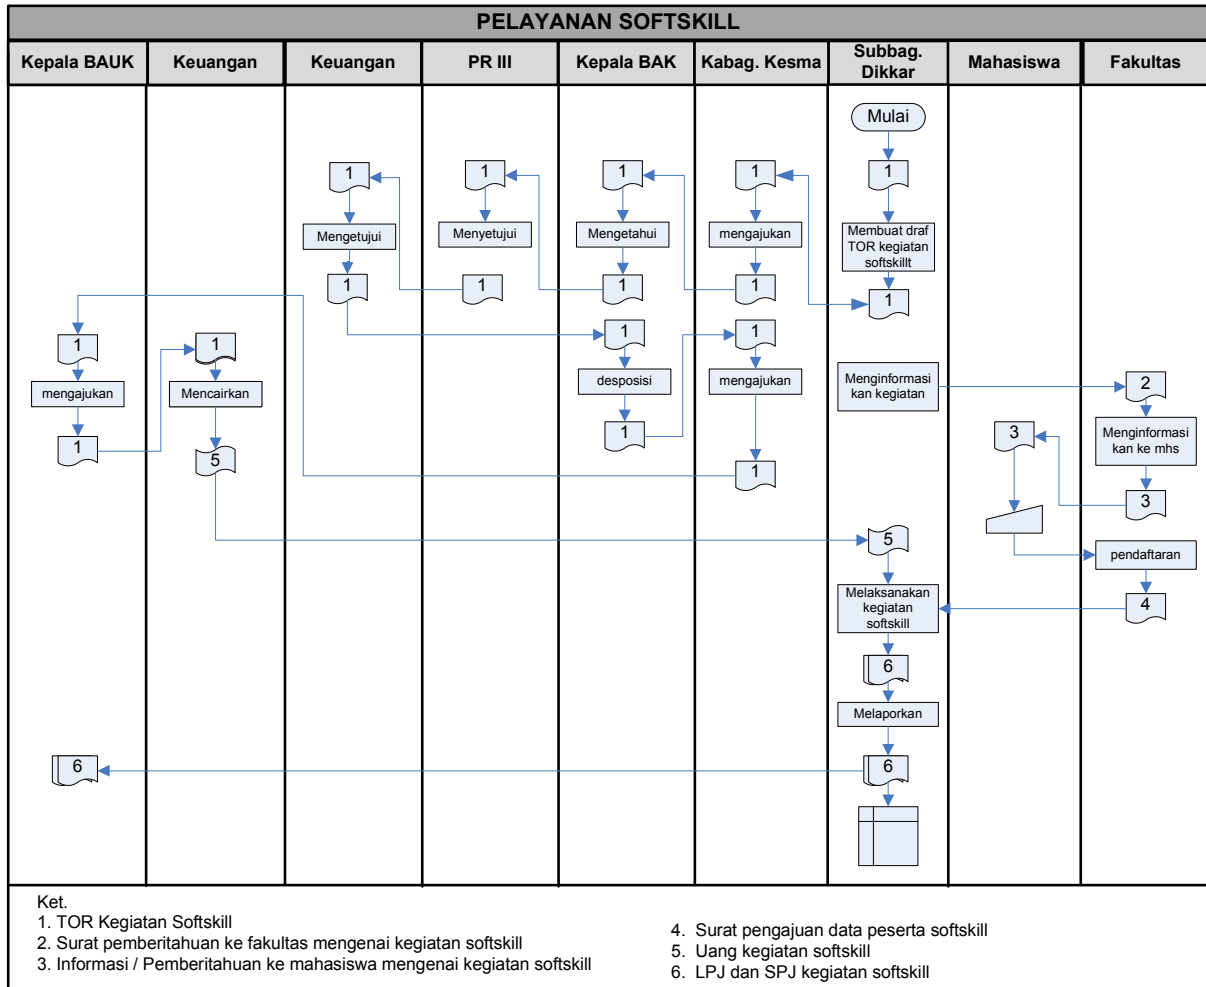 PELAYANAN SOFTSKILL
Kepala BAUK
Keuangan
Keuangan
PR III
Kepala BAK
Kabag. Kesma
Subbag.
Dikkar
Mahasiswa
Fakultas
Mulai
1
1
1
1
1
1
Mengetujui
Menyetujui
Mengetahui
mengajukan
Membuat draf
TOR kegiatan
softskillt
1
1
1
1
1
1
1
1
1
mengajukan
Mencairkan
desposisi
mengajukan
Menginformasi
kan kegiatan
2
1
5
1
1
3
Menginformasi
kan ke mhs
3
5
pendaftaran
Melaksanakan
kegiatan
softskill
4
6
Melaporkan
6
6
Ket.
1. TOR Kegiatan Softskill
2. Surat pemberitahuan ke fakultas mengenai kegiatan softskill
3. Informasi / Pemberitahuan ke mahasiswa mengenai kegiatan softskill
4. Surat pengajuan data peserta softskill
5. Uang kegiatan softskill
6. LPJ dan SPJ kegiatan softskill